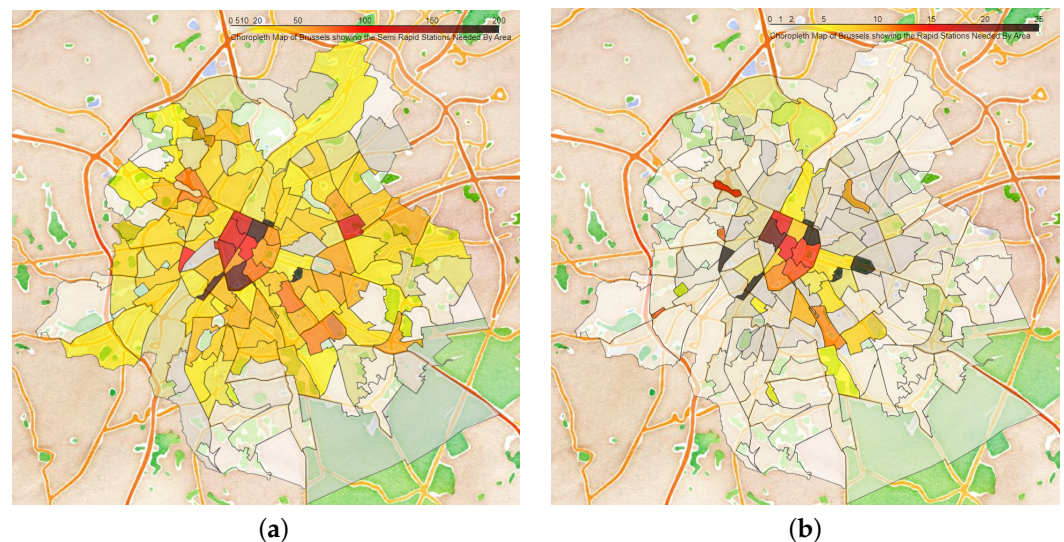 0 5 10 20 50 100 150 200
Choropleth Map of Brussels showing the Semi Rapid Stations Needed By Area
0 1 2 5 10 15 20 25
Choropleth Map of Brussels showing the Rapid Stations Needed By Area
(a)
(b)